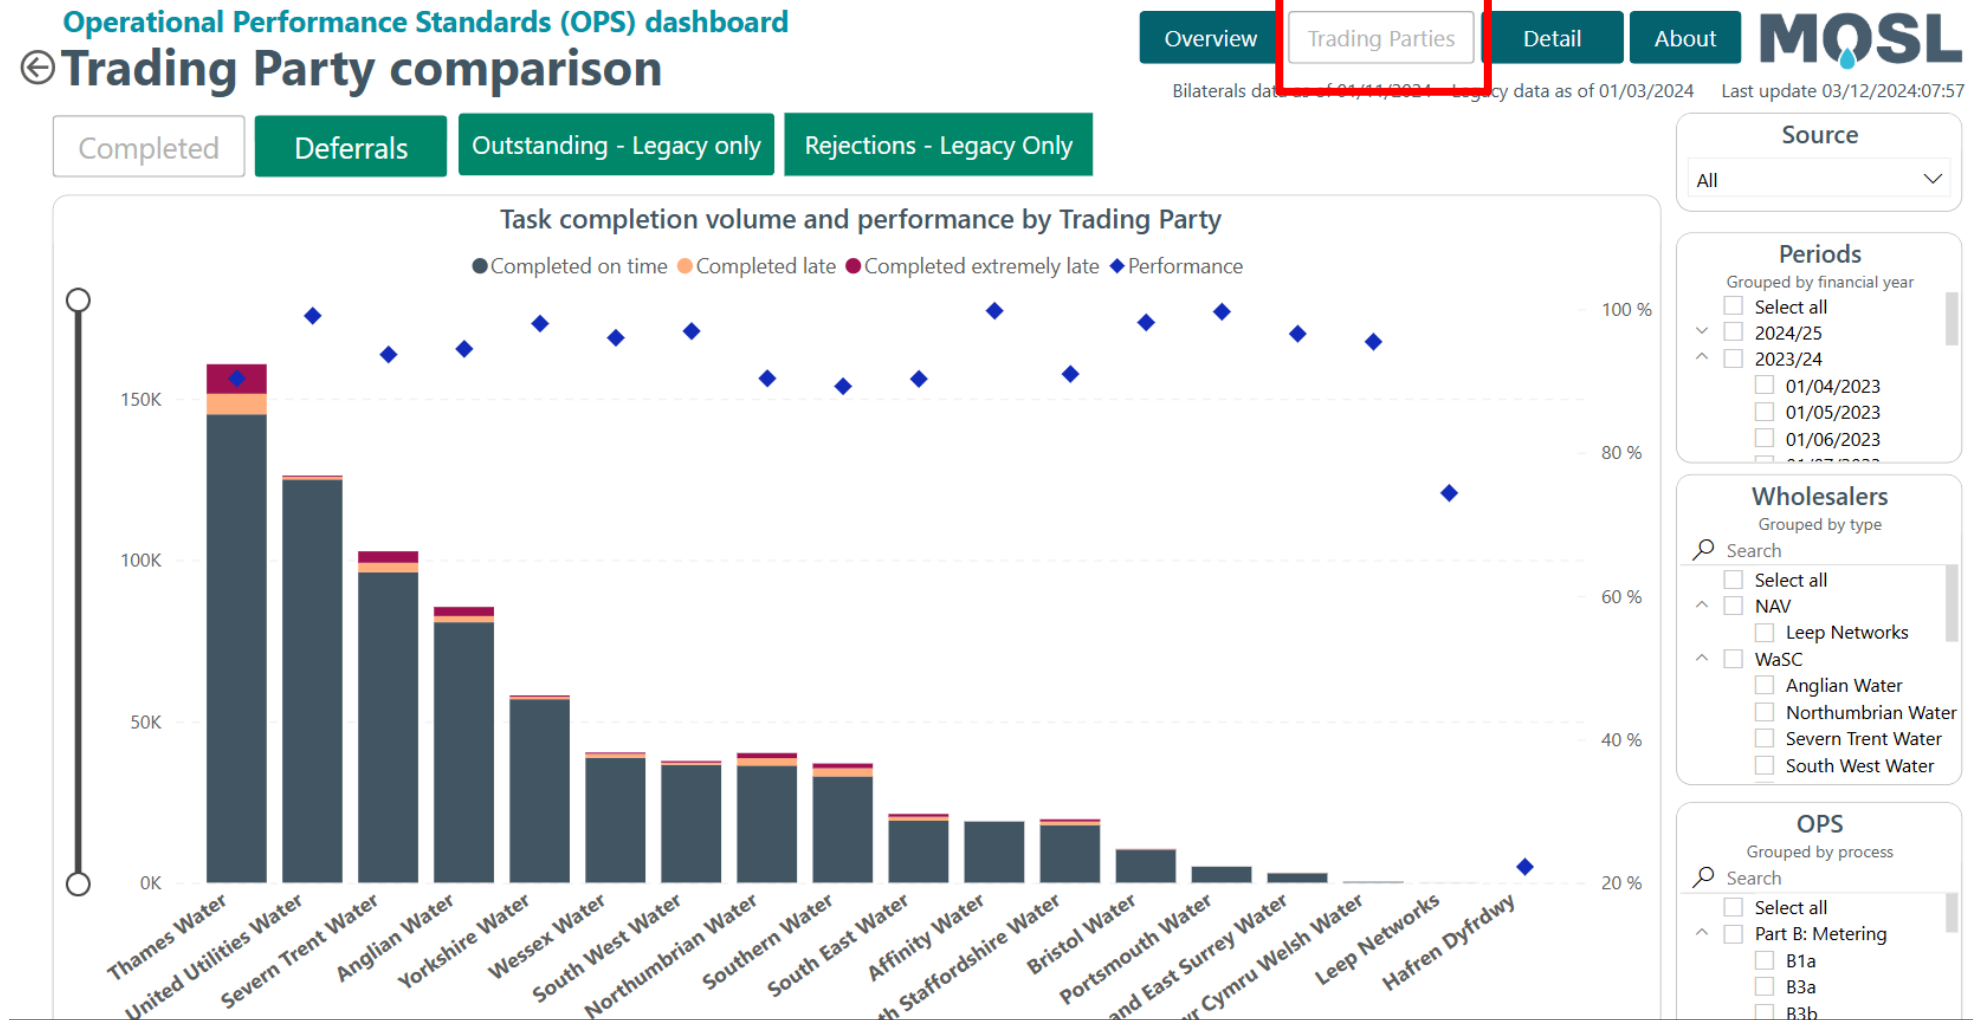 Operational Performance Standards (OPS) dashboard
Trading Party comparison
Overview
Trading Parties
Detail
About
MOSL
Bilaterals data as of 01/11/2024
Legacy data as of 01/03/2024
Last update 03/12/2024:07:57
Completed
Deferrals
Outstanding - Legacy only
Rejections - Legacy Only
Task completion volume and performance by Trading Party
Completed on time
Completed late
Completed extremely late
Performance
150K
100K
50K
0K
100 %
80 %
60 %
40 %
20 %
Thames Water
United Utilities Water
Severn Trent Water
Anglian Water
Yorkshire Water
Wessex Water
South West Water
Northumbrian Water
Southern Water
South East Water
Affinity Water
Staffordshire Water
Bristol Water
Portsmouth Water
and East Surrey Water
Cymru Welsh Water
Leep Networks
Hafren Dyfrdwy
Source
All
Periods
Grouped by financial year
Select all
2024/25
2023/24
01/04/2023
01/05/2023
01/06/2023
Wholesalers
Grouped by type
Search
Select all
NAV
Leep Networks
WaSC
Anglian Water
Northumbrian Water
Severn Trent Water
South West Water
OPS
Grouped by process
Search
Select all
Part B: Metering
B1a
B3a
B3b